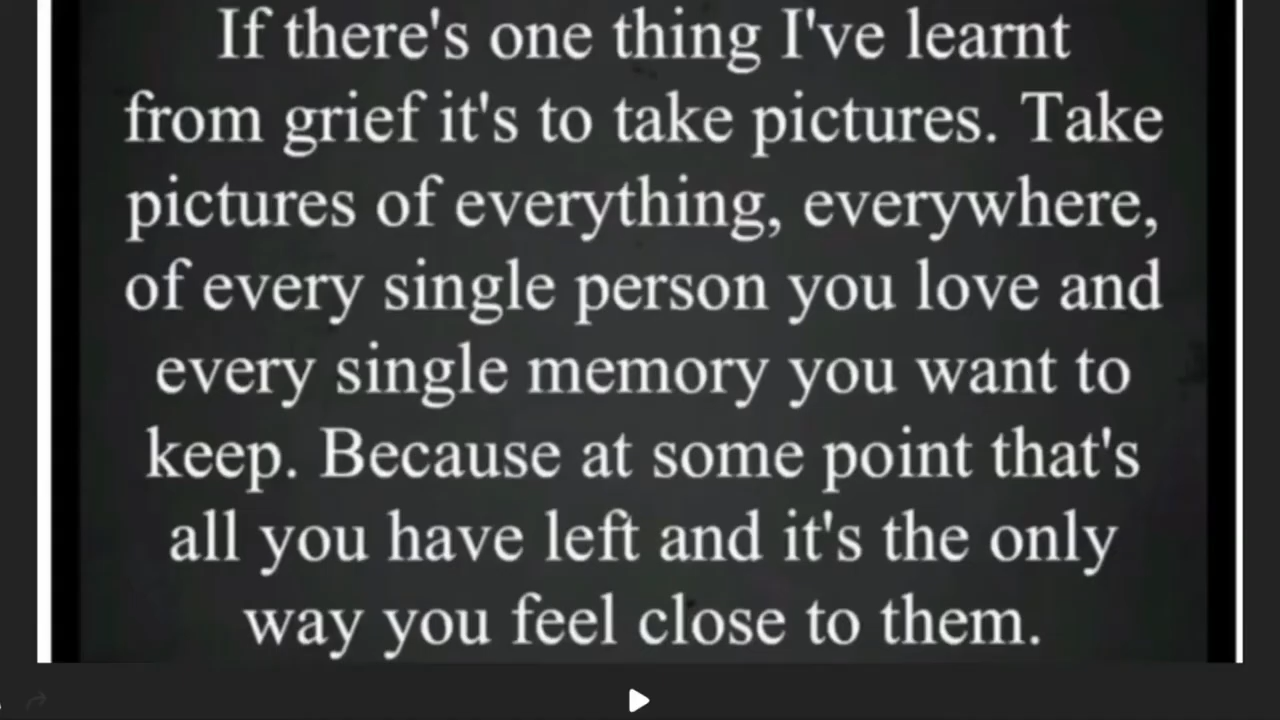 If there's one thing I've learnt
from grief it's to take pictures. Take
pictures of everything, everywhere,
of every single person you love and
every single memory you want to
keep. Because at some point that's
all you have left and it's the only
way you feel close to them.